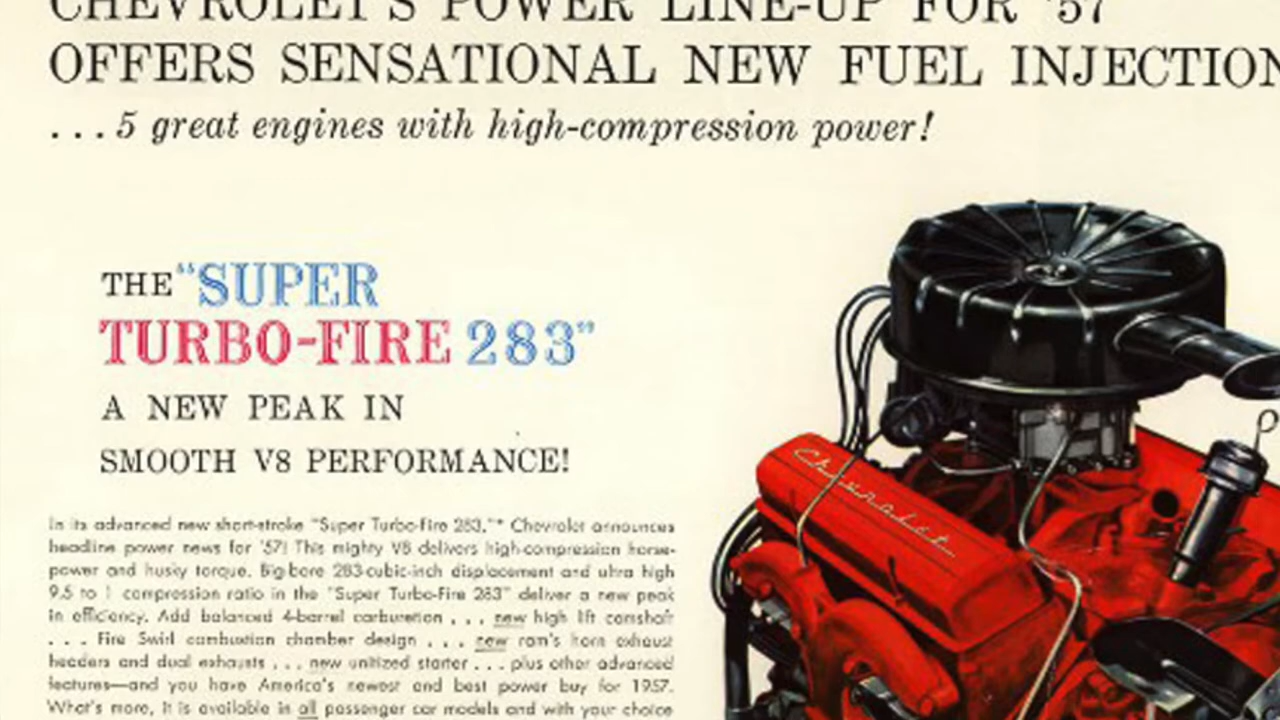 CHEVROLET'S POWER LINE-UP FOR '57
OFFERS SENSATIONAL NEW FUEL INJECTION
...5 great engines with high-compression power!
THE "SUPER
TURBO-FIRE 283"
A NEW PEAK IN
SMOOTH V8 PERFORMANCE!
In its advanced new short-stroke "Super Turbo-Fire 283,"* Chevrolet announces
headline power news for '57! This mighty V8 delivers high-compression horse-
power and husky torque. Big-bore 283-cubic-inch displacement and ultra high
9.5 to 1 compression ratio in the "Super Turbo-Fire 283" deliver a new peak
in efficiency. Add balanced 4-barrel carburetion . . . new high lift camshaft
. . . Fire Swirl combustion chamber design . . . new ram's horn exhaust
headers and dual exhausts . . . new unitized starter . . . plus other advanced
features—and you have America's newest and best power buy for 1957.
What's more, it is available in all passenger car models and with your choice
Chevrolet